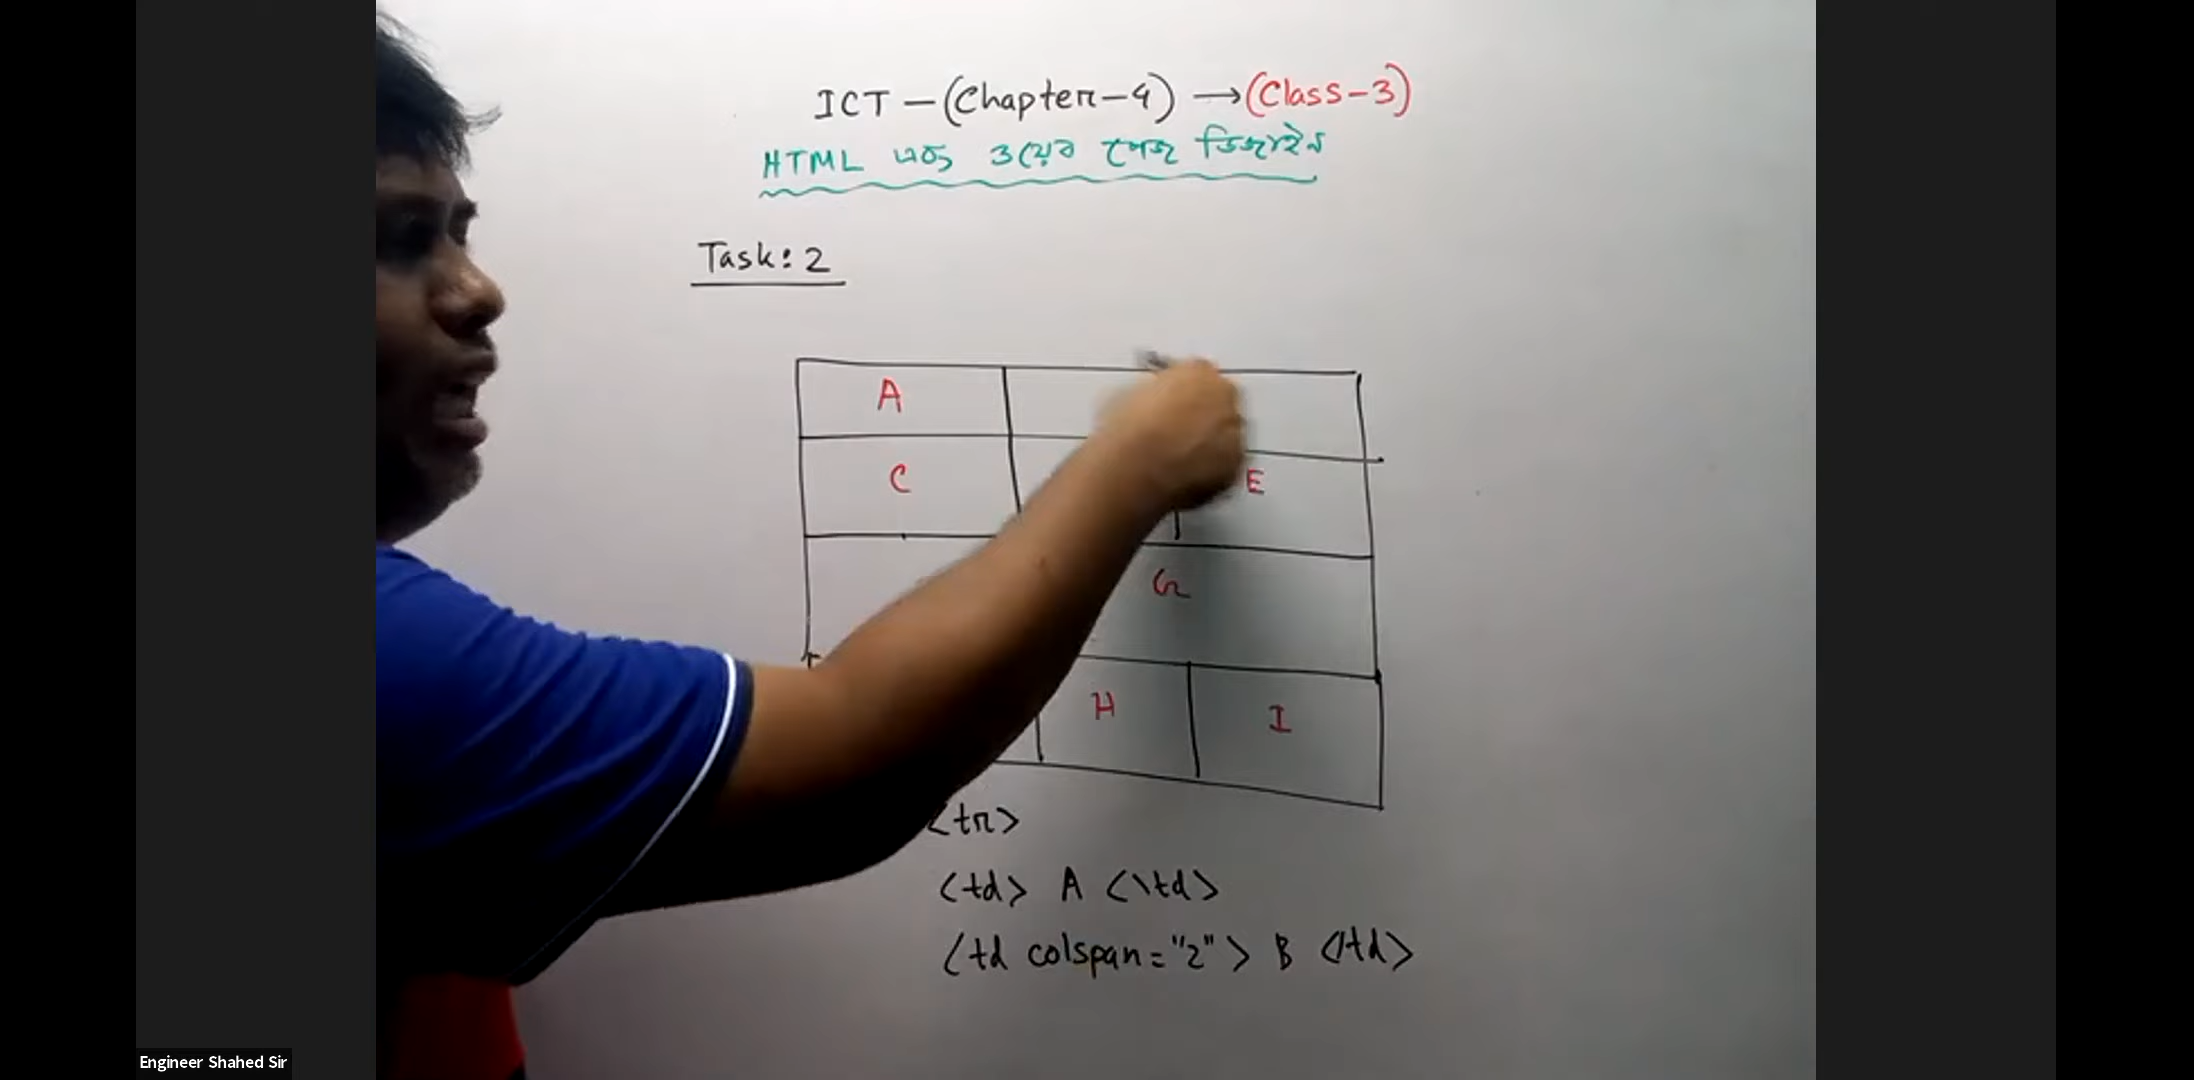 ICT – (Chapter – 4) → (Class – 3)
HTML এবং ওয়েব পেজ ডিজাইন
Task: 2
A
C
E
G
H
I
<tr>
<td> A <\td>
<td colspan = "2" > B </td>
Engineer Shahed Sir